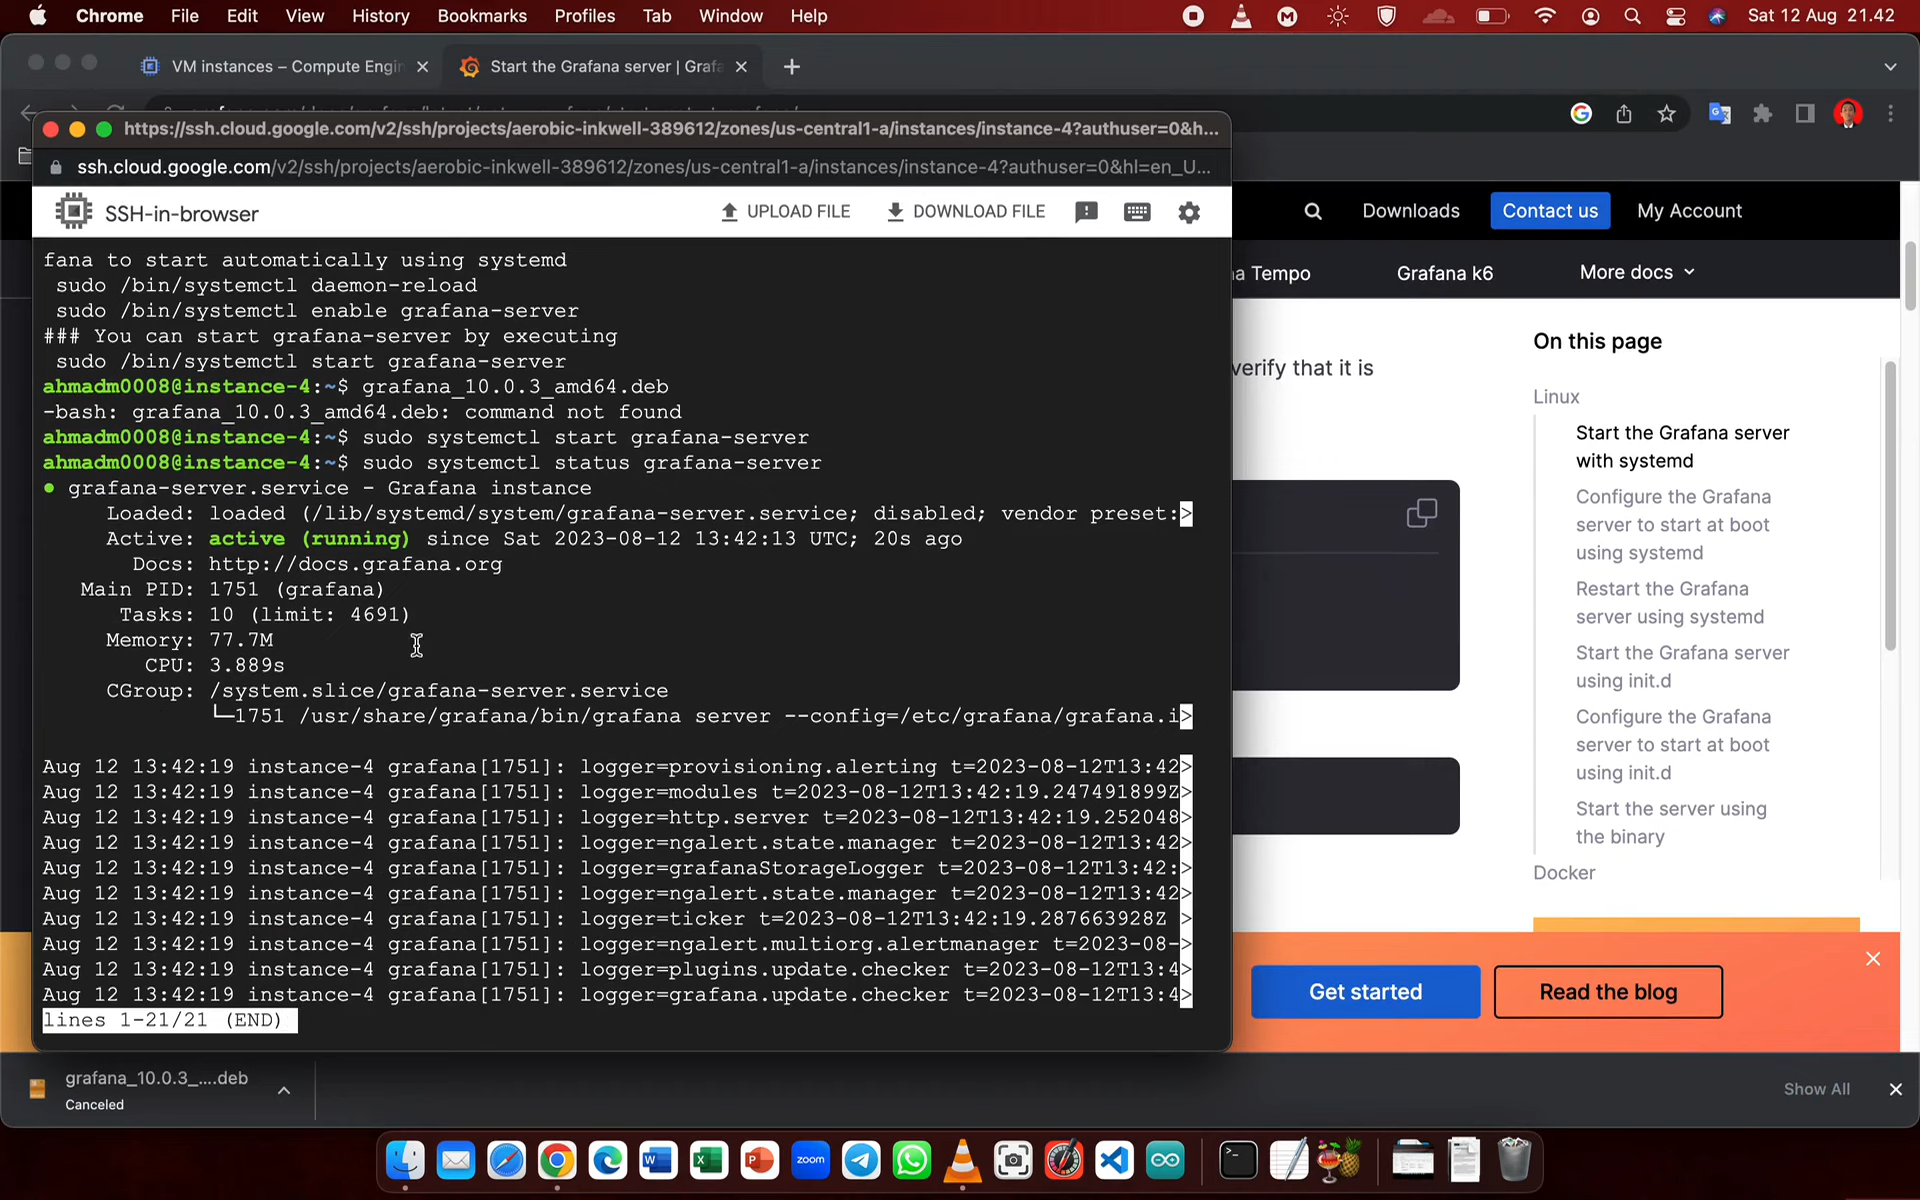 Chrome File Edit View History Bookmarks Profiles Tab Window Help Sat 12 Aug 21.42
VM instances – Compute Engin
Start the Grafana server | Grafa
https://ssh.cloud.google.com/v2/ssh/projects/aerobic-inkwell-389612/zones/us-central1-a/instances/instance-4?authuser=0&h...
ssh.cloud.google.com/v2/ssh/projects/aerobic-inkwell-389612/zones/us-central1-a/instances/instance-4?authuser=0&hl=en_U...
SSH-in-browser
UPLOAD FILE
DOWNLOAD FILE
fana to start automatically using systemd
sudo /bin/systemctl daemon-reload
sudo /bin/systemctl enable grafana-server
### You can start grafana-server by executing
sudo /bin/systemctl start grafana-server
ahmadm0008@instance-4:~$ grafana_10.0.3_amd64.deb
-bash: grafana_10.0.3_amd64.deb: command not found
ahmadm0008@instance-4:~$ sudo systemctl start grafana-server
ahmadm0008@instance-4:~$ sudo systemctl status grafana-server
● grafana-server.service - Grafana instance
Loaded: loaded (/lib/systemd/system/grafana-server.service; disabled; vendor preset:>
Active: active (running) since Sat 2023-08-12 13:42:13 UTC; 20s ago
Docs: http://docs.grafana.org
Main PID: 1751 (grafana)
Tasks: 10 (limit: 4691)
Memory: 77.7M
CPU: 3.889s
CGroup: /system.slice/grafana-server.service
└─1751 /usr/share/grafana/bin/grafana server --config=/etc/grafana/grafana.i>
Aug 12 13:42:19 instance-4 grafana[1751]: logger=provisioning.alerting t=2023-08-12T13:42>
Aug 12 13:42:19 instance-4 grafana[1751]: logger=modules t=2023-08-12T13:42:19.247491899Z>
Aug 12 13:42:19 instance-4 grafana[1751]: logger=http.server t=2023-08-12T13:42:19.252048>
Aug 12 13:42:19 instance-4 grafana[1751]: logger=ngalert.state.manager t=2023-08-12T13:42>
Aug 12 13:42:19 instance-4 grafana[1751]: logger=grafanaStorageLogger t=2023-08-12T13:42:>
Aug 12 13:42:19 instance-4 grafana[1751]: logger=ngalert.state.manager t=2023-08-12T13:42>
Aug 12 13:42:19 instance-4 grafana[1751]: logger=ticker t=2023-08-12T13:42:19.287663928Z >
Aug 12 13:42:19 instance-4 grafana[1751]: logger=ngalert.multiorg.alertmanager t=2023-08->
Aug 12 13:42:19 instance-4 grafana[1751]: logger=plugins.update.checker t=2023-08-12T13:4>
Aug 12 13:42:19 instance-4 grafana[1751]: logger=grafana.update.checker t=2023-08-12T13:4>
lines 1-21/21 (END)
Downloads
Contact us
My Account
a Tempo
Grafana k6
More docs
verify that it is
On this page
Linux
Start the Grafana server
with systemd
Configure the Grafana
server to start at boot
using systemd
Restart the Grafana
server using systemd
Start the Grafana server
using init.d
Configure the Grafana
server to start at boot
using init.d
Start the server using
the binary
Docker
Get started
Read the blog
grafana_10.0.3_....deb
Canceled
Show All
zoom